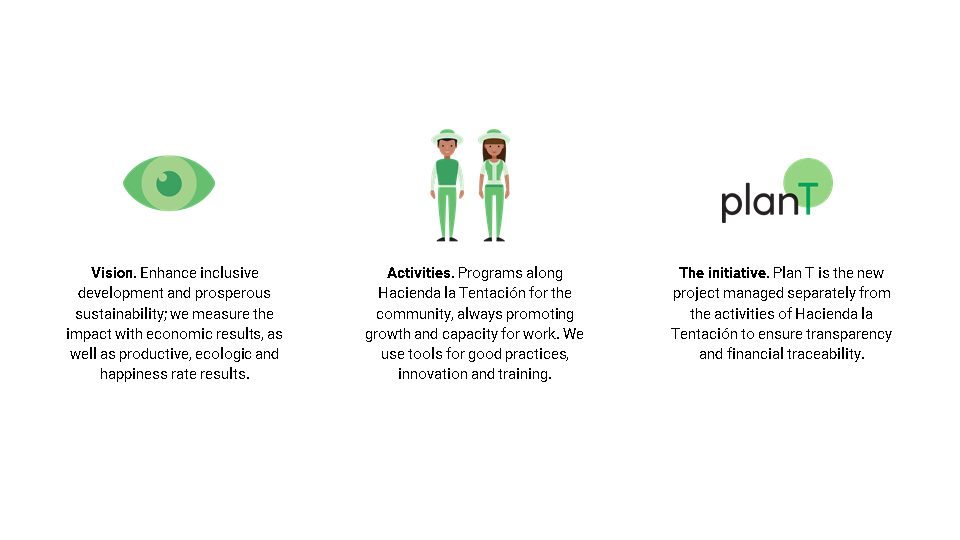 planT
Vision. Enhance inclusive
development and prosperous
sustainability; we measure the
impact with economic results, as
well as productive, ecologic and
happiness rate results.
Activities. Programs along
Hacienda la Tentación for the
community, always promoting
growth and capacity for work. We
use tools for good practices,
innovation and training.
The initiative. Plan T is the new
project managed separately from
the activities of Hacienda la
Tentación to ensure transparency
and financial traceability.